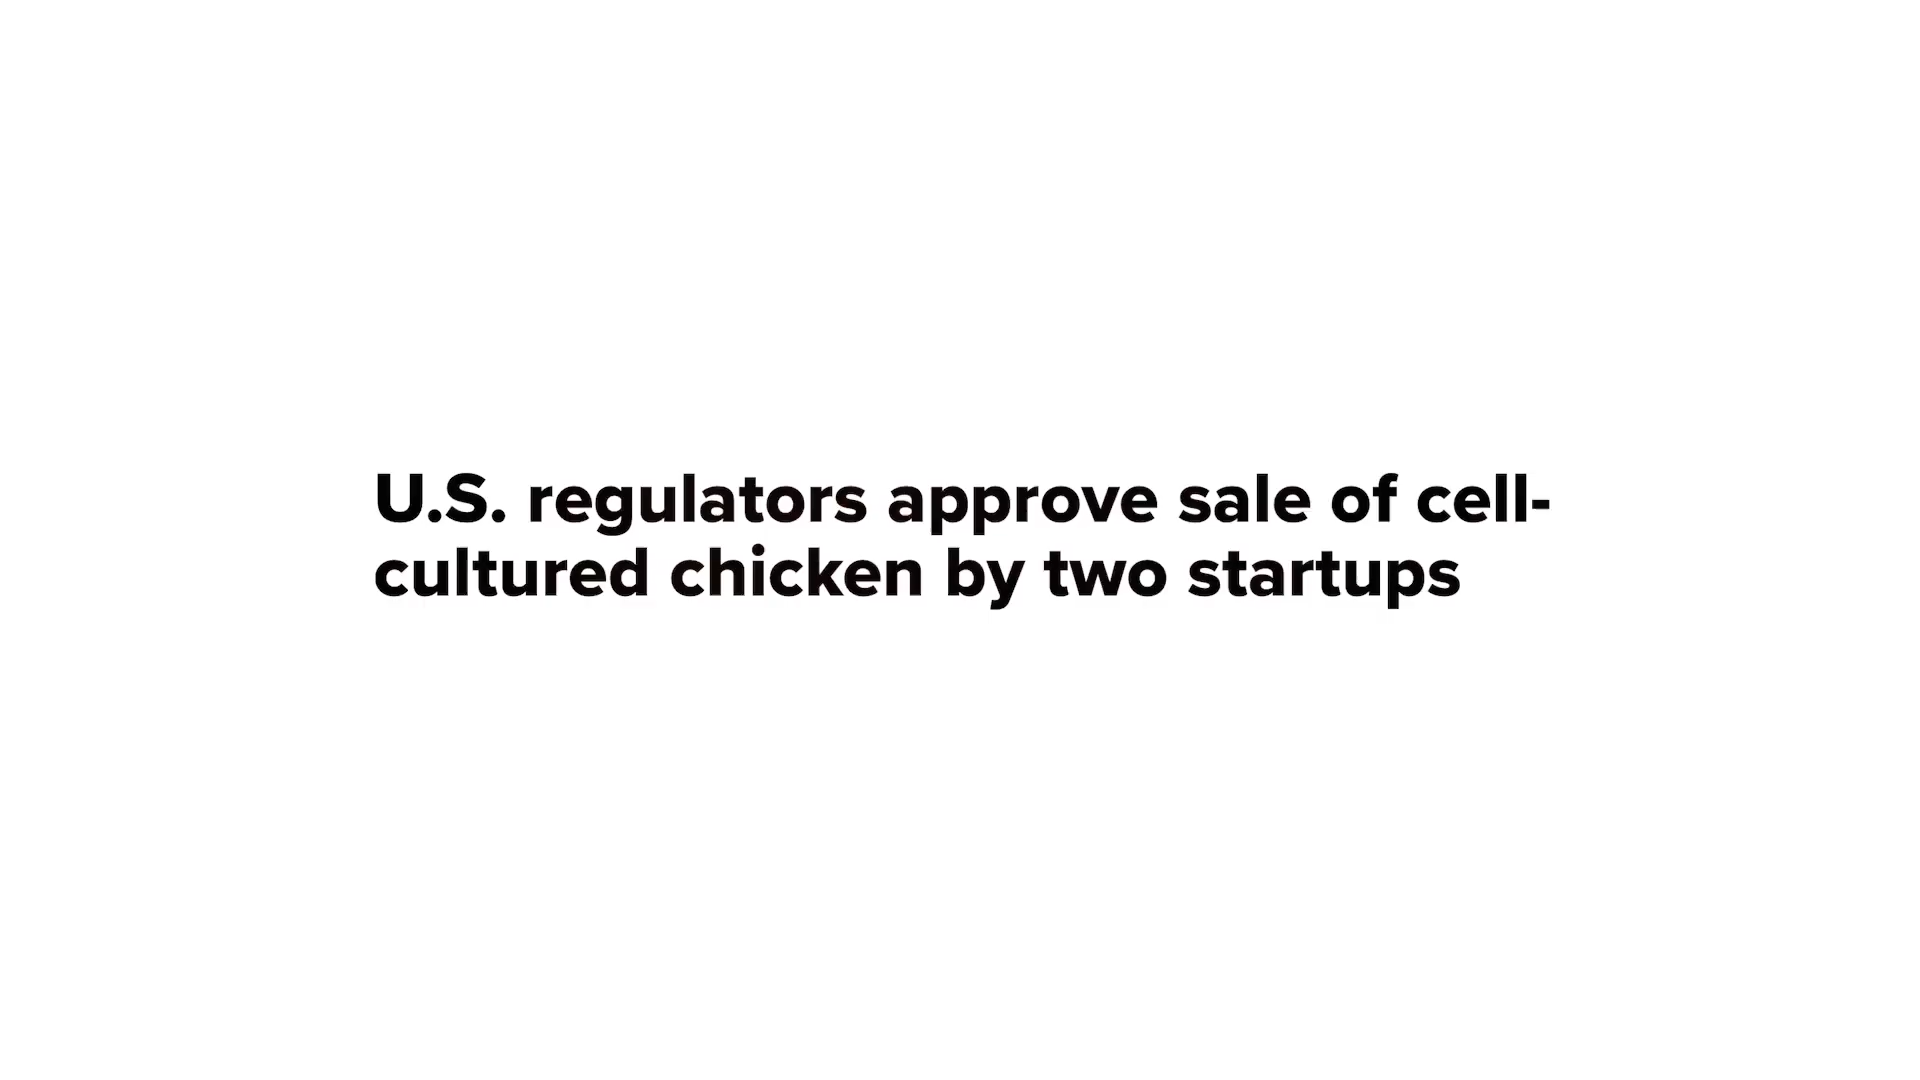 U.S. regulators approve sale of cell-
cultured chicken by two startups